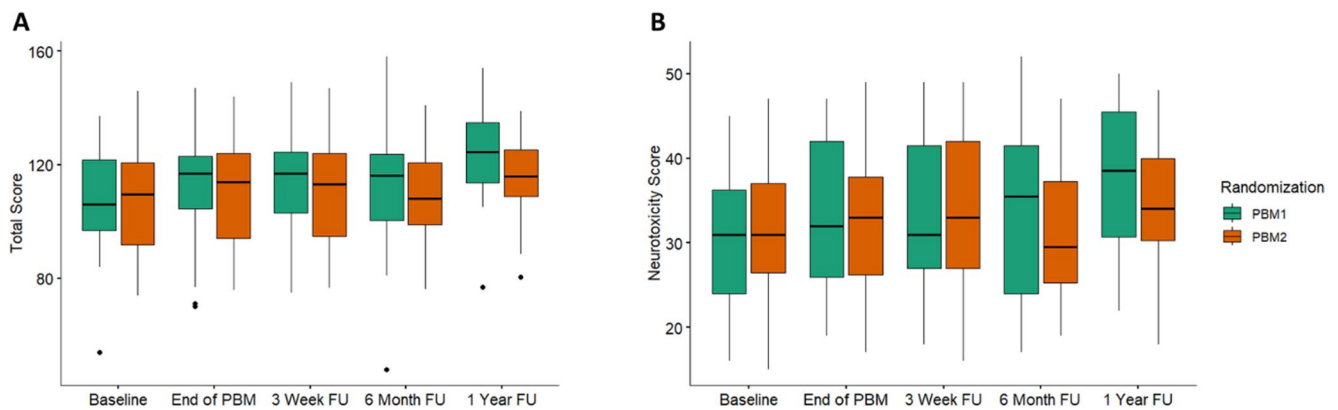 A
160
120
80
Total Score
Baseline End of PBM 3 Week FU 6 Month FU 1 Year FU
B
50
40
30
20
Neurotoxicity Score
Baseline End of PBM 3 Week FU 6 Month FU 1 Year FU
Randomization
PBM1
PBM2